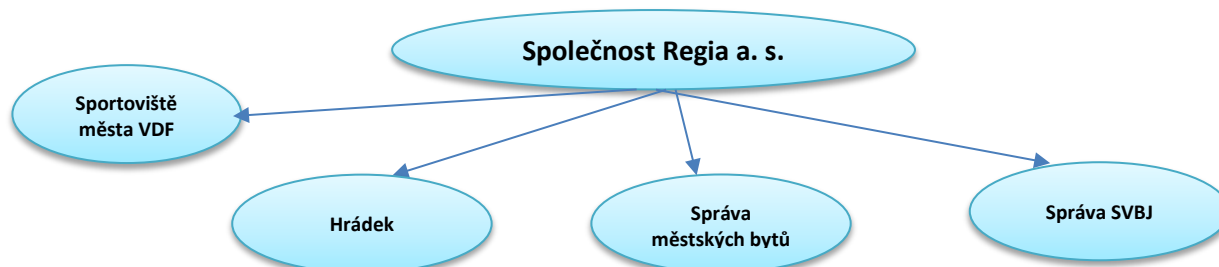 Společnost Regia a. s.
Sportoviště
města VDF
Hrádek
Správa
městských bytů
Správa SVBJ